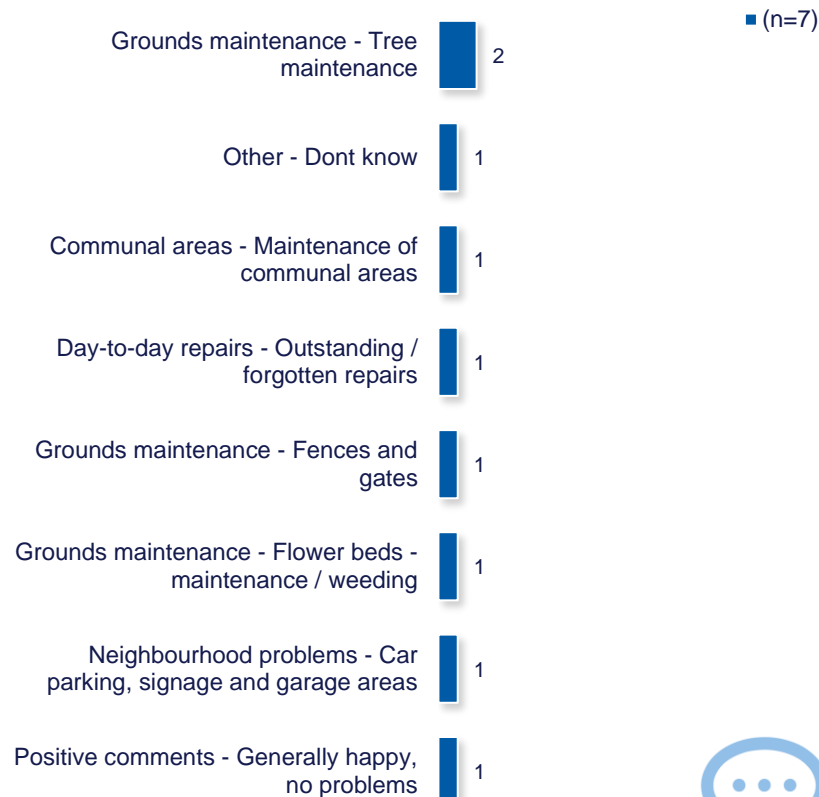 (n=7)
Grounds maintenance - Tree
maintenance
2
Other - Dont know
1
Communal areas - Maintenance of
communal areas
1
Day-to-day repairs - Outstanding /
forgotten repairs
1
Grounds maintenance - Fences and
gates
1
Grounds maintenance - Flower beds -
maintenance / weeding
1
Neighbourhood problems - Car
parking, signage and garage areas
1
Positive comments - Generally happy,
no problems
1